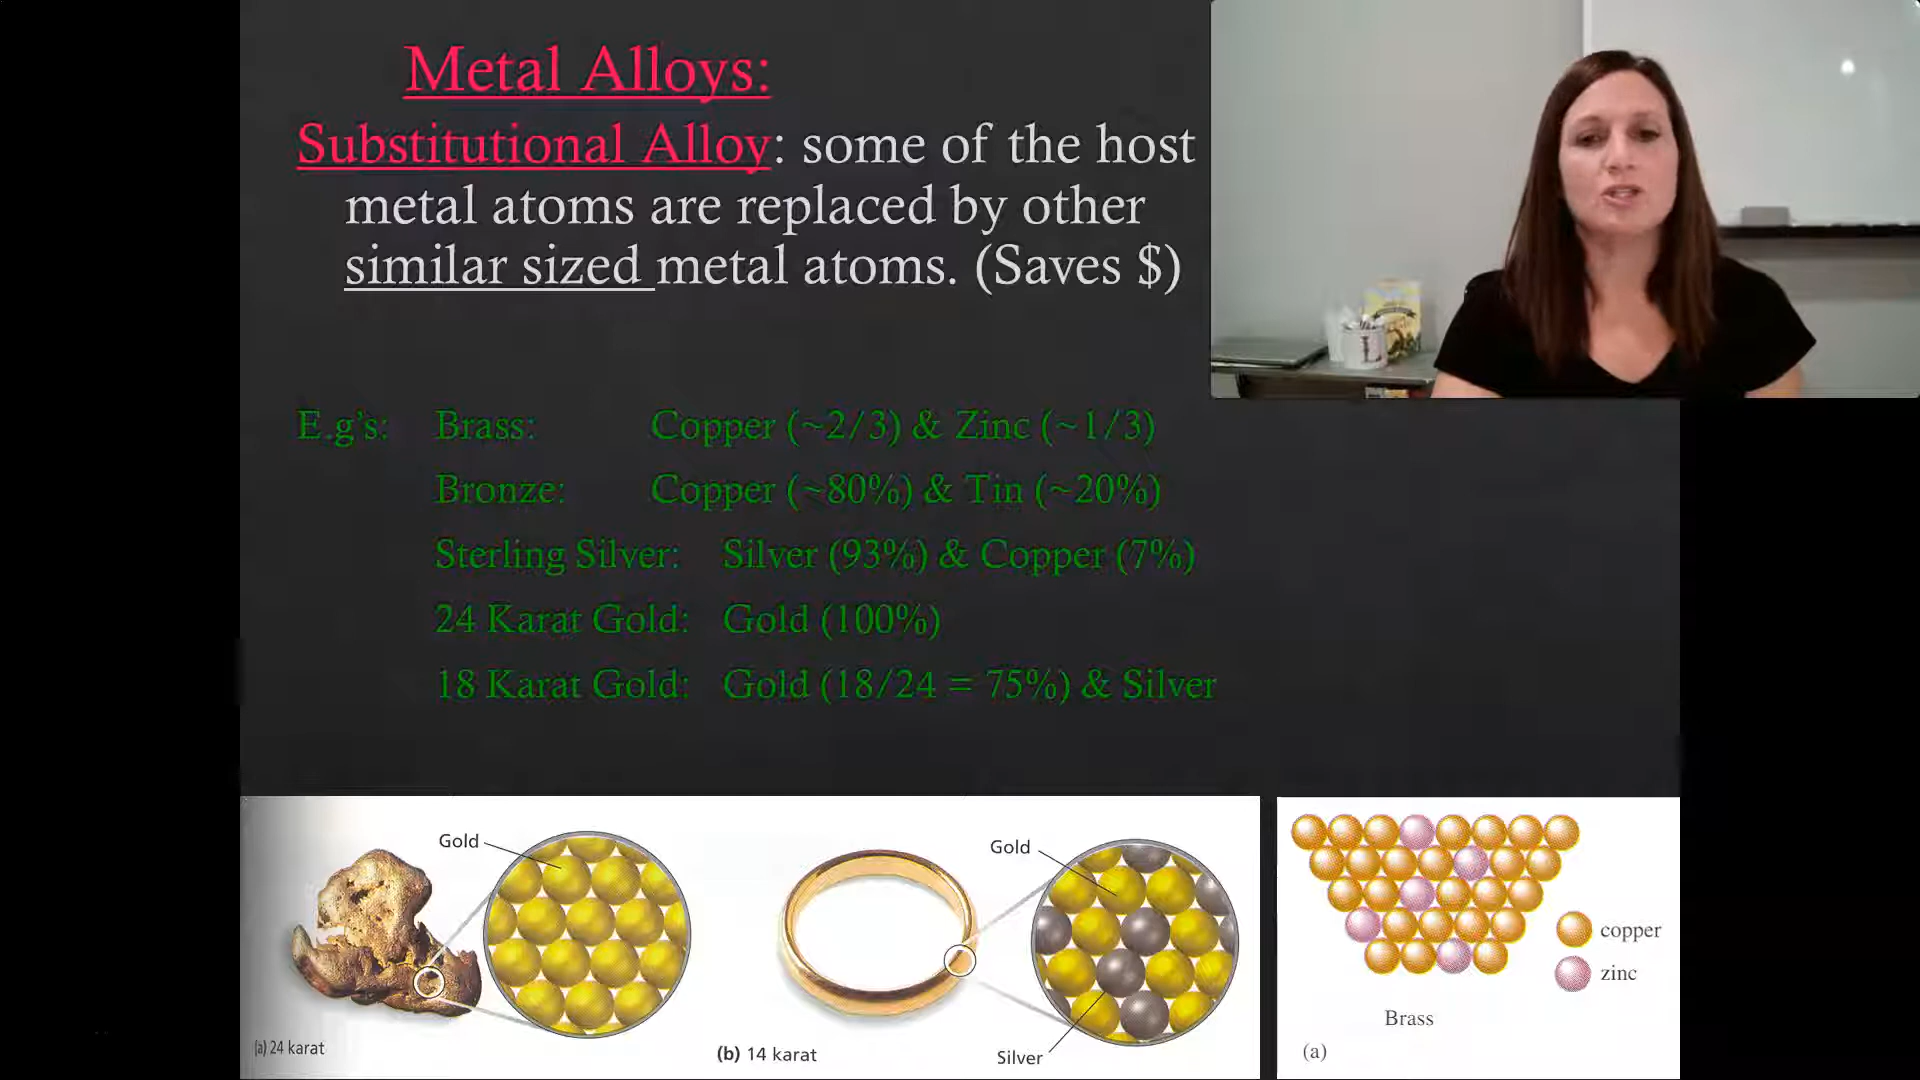 Metal Alloys:
Substitutional Alloy: some of the host
metal atoms are replaced by other
similar sized metal atoms. (Saves $)
E.g's: Brass: Copper (~2/3) & Zinc (~1/3)
Bronze: Copper (~80%) & Tin (~20%)
Sterling Silver: Silver (93%) & Copper (7%)
24 Karat Gold: Gold (100%)
18 Karat Gold: Gold (18/24 = 75%) & Silver
Gold
(a) 24 karat
Gold
Silver
(b) 14 karat
copper
zinc
Brass
(a)